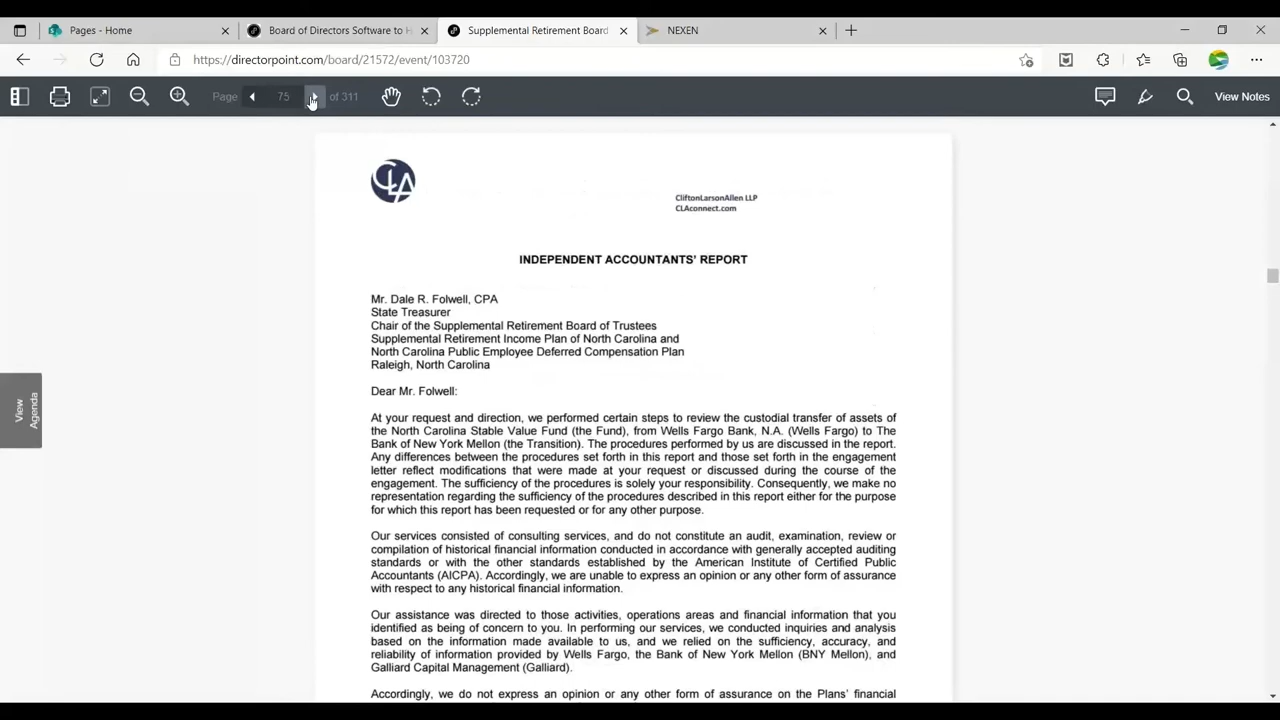 Pages - Home
Board of Directors Software to H
Supplemental Retirement Board
NEXEN
https://directorpoint.com/board/21572/event/103720
Page 75 of 311
View Notes
View
Agenda
CLA
CliftonLarsonAllen LLP
CLAconnect.com
INDEPENDENT ACCOUNTANTS' REPORT
Mr. Dale R. Folwell, CPA
State Treasurer
Chair of the Supplemental Retirement Board of Trustees
Supplemental Retirement Income Plan of North Carolina and
North Carolina Public Employee Deferred Compensation Plan
Raleigh, North Carolina
Dear Mr. Folwell:
At your request and direction, we performed certain steps to review the custodial transfer of assets of
the North Carolina Stable Value Fund (the Fund), from Wells Fargo Bank, N.A. (Wells Fargo) to The
Bank of New York Mellon (the Transition). The procedures performed by us are discussed in the report.
Any differences between the procedures set forth in this report and those set forth in the engagement
letter reflect modifications that were made at your request or discussed during the course of the
engagement. The sufficiency of the procedures is solely your responsibility. Consequently, we make no
representation regarding the sufficiency of the procedures described in this report either for the purpose
for which this report has been requested or for any other purpose.
Our services consisted of consulting services, and do not constitute an audit, examination, review or
compilation of historical financial information conducted in accordance with generally accepted auditing
standards or with the other standards established by the American Institute of Certified Public
Accountants (AICPA). Accordingly, we are unable to express an opinion or any other form of assurance
with respect to any historical financial information.
Our assistance was directed to those activities, operations areas and financial information that you
identified as being of concern to you. In performing our services, we conducted inquiries and analysis
based on the information made available to us, and we relied on the sufficiency, accuracy, and
reliability of information provided by Wells Fargo, the Bank of New York Mellon (BNY Mellon), and
Galliard Capital Management (Galliard).
Accordingly, we do not express an opinion or any other form of assurance on the Plans' financial